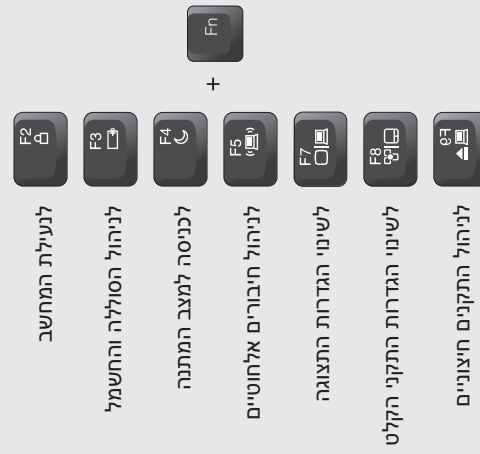 Fn
+
F2
לנעילת המחשב
F3
לניהול הסוללה והחשמל
F4
לכניסה למצב המתנה
F5
לניהול חיבורים אלחוטיים
F7
לשינוי הגדרות התצוגה
F8
לשינוי הגדרות התקני הקלט
F9
לניהול התקנים חיצוניים